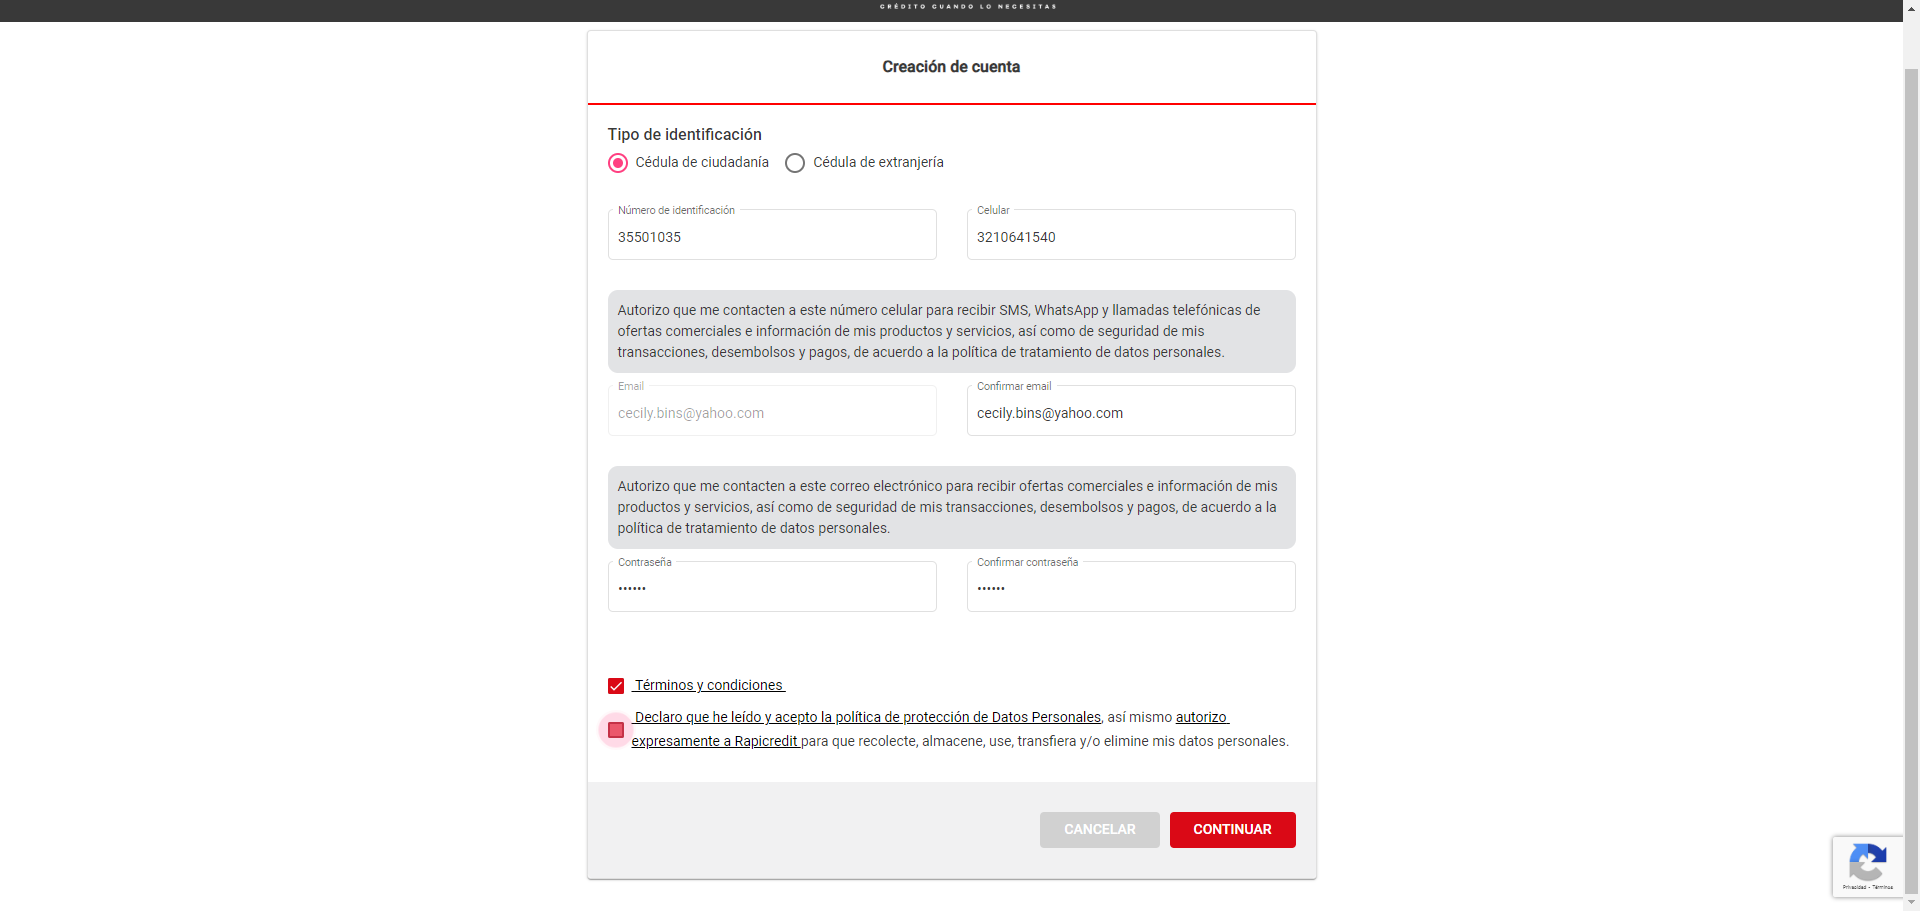 CRÉDITO CUANDO LO NECESITAS
Creación de cuenta
Tipo de identificación
Cédula de ciudadanía
Cédula de extranjería
Número de identificación
35501035
Celular
3210641540
Autorizo que me contacten a este número celular para recibir SMS, WhatsApp y llamadas telefónicas de
ofertas comerciales e información de mis productos y servicios, así como de seguridad de mis
transacciones, desembolsos y pagos, de acuerdo a la política de tratamiento de datos personales.
Email
cecily.bins@yahoo.com
Confirmar email
cecily.bins@yahoo.com
Autorizo que me contacten a este correo electrónico para recibir ofertas comerciales e información de mis
productos y servicios, así como de seguridad de mis transacciones, desembolsos y pagos, de acuerdo a la
política de tratamiento de datos personales.
Contraseña
••••••
Confirmar contraseña
••••••
Términos y condiciones
Declaro que he leído y acepto la política de protección de Datos Personales, así mismo autorizo
expresamente a Rapicredit para que recolecte, almacene, use, transfiera y/o elimine mis datos personales.
CANCELAR
CONTINUAR
Privacidad - Términos